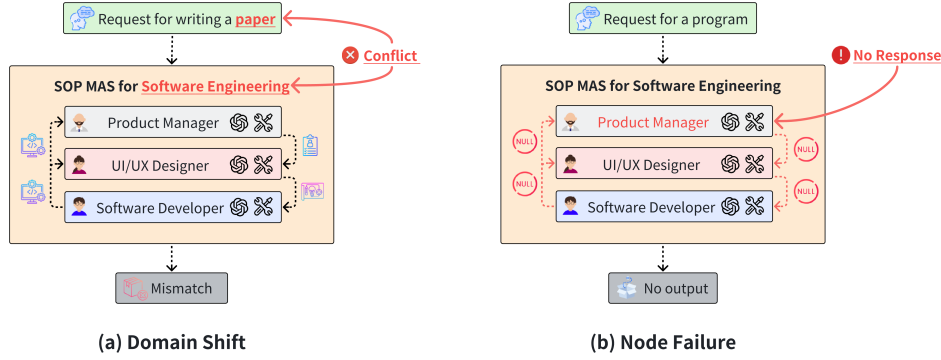 Request for writing a paper
Conflict
SOP MAS for Software Engineering
Product Manager
UI/UX Designer
Software Developer
Mismatch
(a) Domain Shift
Request for a program
No Response
SOP MAS for Software Engineering
Product Manager
NULL
NULL
UI/UX Designer
NULL
NULL
Software Developer
No output
(b) Node Failure